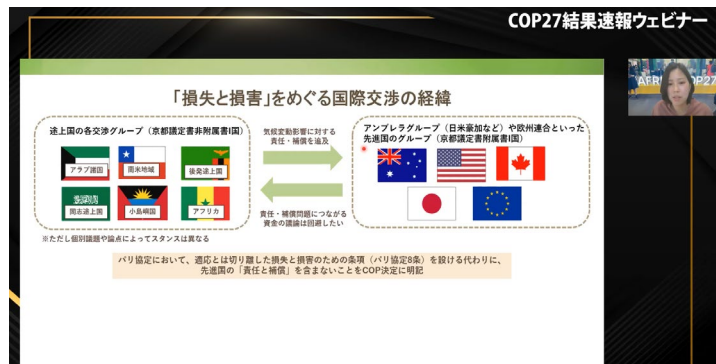 COP27結果速報ウェビナー
「損失と損害」をめぐる国際交渉の経緯
途上国の各交渉グループ（京都議定書非附属書I国）
アラブ諸国
南米地域
後発途上国
同志途上国
小島嶼国
アフリカ
※ただし個別議題や論点によってスタンスは異なる
気候変動影響に対する
責任・補償を追及
責任・補償問題につながる
資金の議論は回避したい
アンブレラグループ（日米豪加など）や欧州連合といった
先進国のグループ（京都議定書附属書I国）
パリ協定において、適応とは切り離した損失と損害のための条項（パリ協定8条）を設ける代わりに、
先進国の「責任と補償」を含まないことをCOP決定に明記